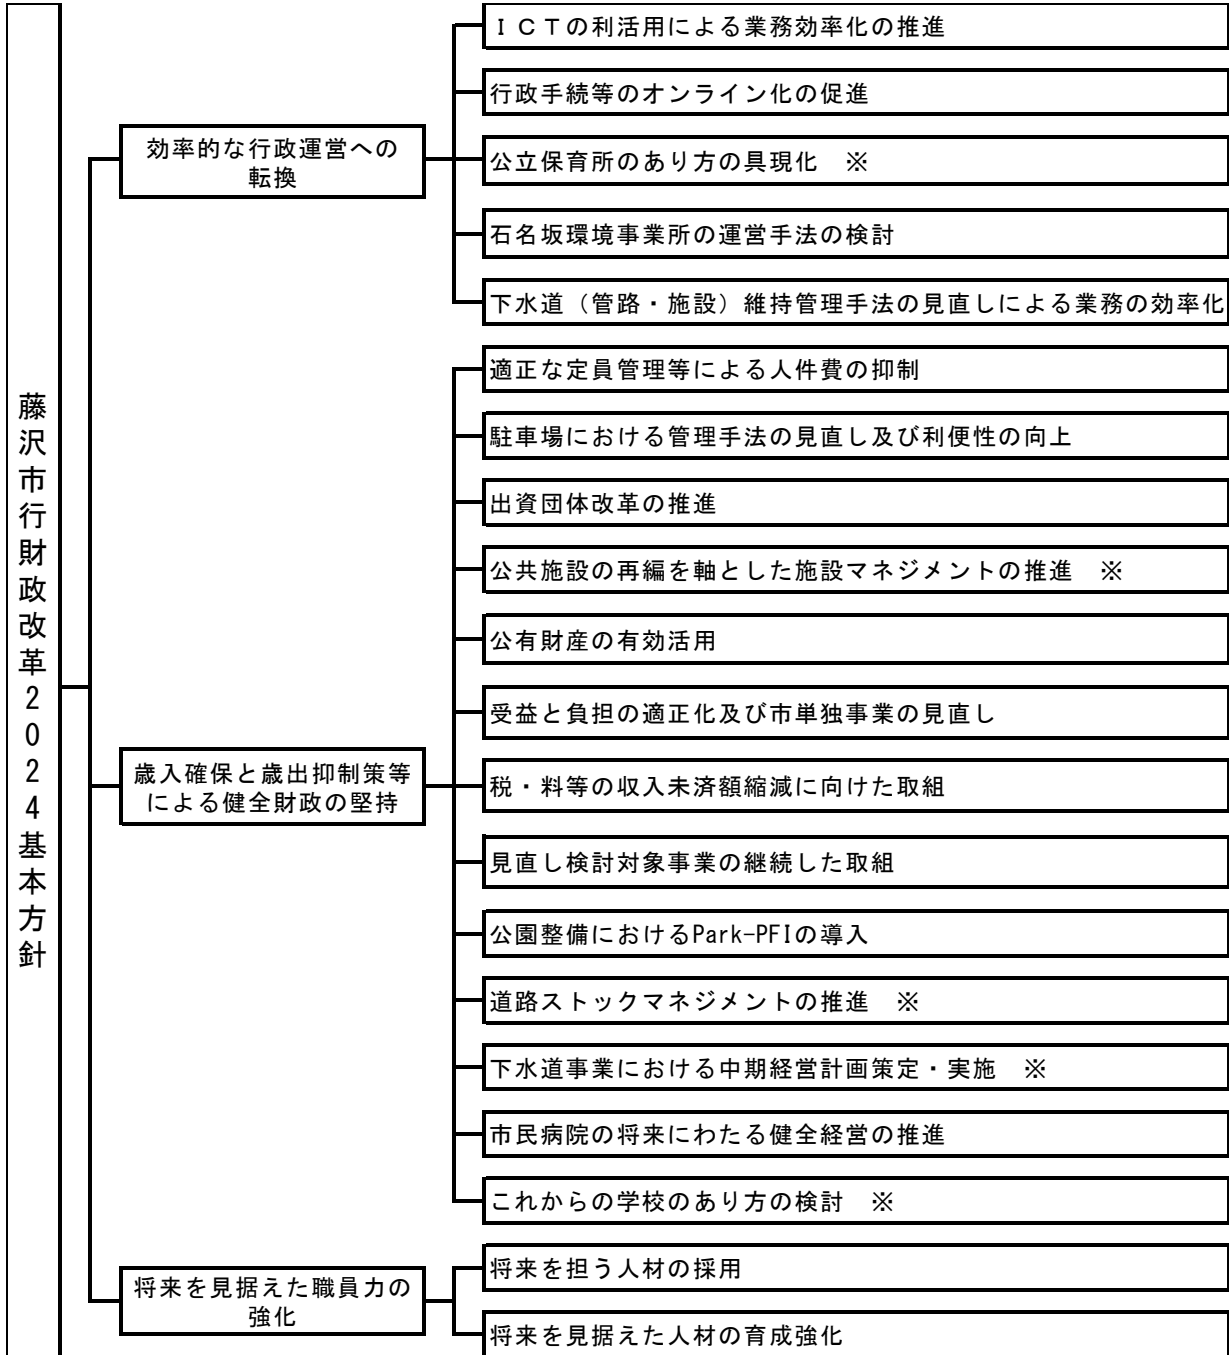 藤沢市行財政改革2024基本方針
効率的な行政運営への
転換
ＩＣＴの利活用による業務効率化の推進
行政手続等のオンライン化の促進
公立保育所のあり方の具現化　※
石名坂環境事業所の運営手法の検討
下水道（管路・施設）維持管理手法の見直しによる業務の効率化
歳入確保と歳出抑制策等
による健全財政の堅持
適正な定員管理等による人件費の抑制
駐車場における管理手法の見直し及び利便性の向上
出資団体改革の推進
公共施設の再編を軸とした施設マネジメントの推進　※
公有財産の有効活用
受益と負担の適正化及び市単独事業の見直し
税・料等の収入未済額縮減に向けた取組
見直し検討対象事業の継続した取組
公園整備におけるPark-PFIの導入
道路ストックマネジメントの推進　※
下水道事業における中期経営計画策定・実施　※
市民病院の将来にわたる健全経営の推進
これからの学校のあり方の検討　※
将来を見据えた職員力の
強化
将来を担う人材の採用
将来を見据えた人材の育成強化